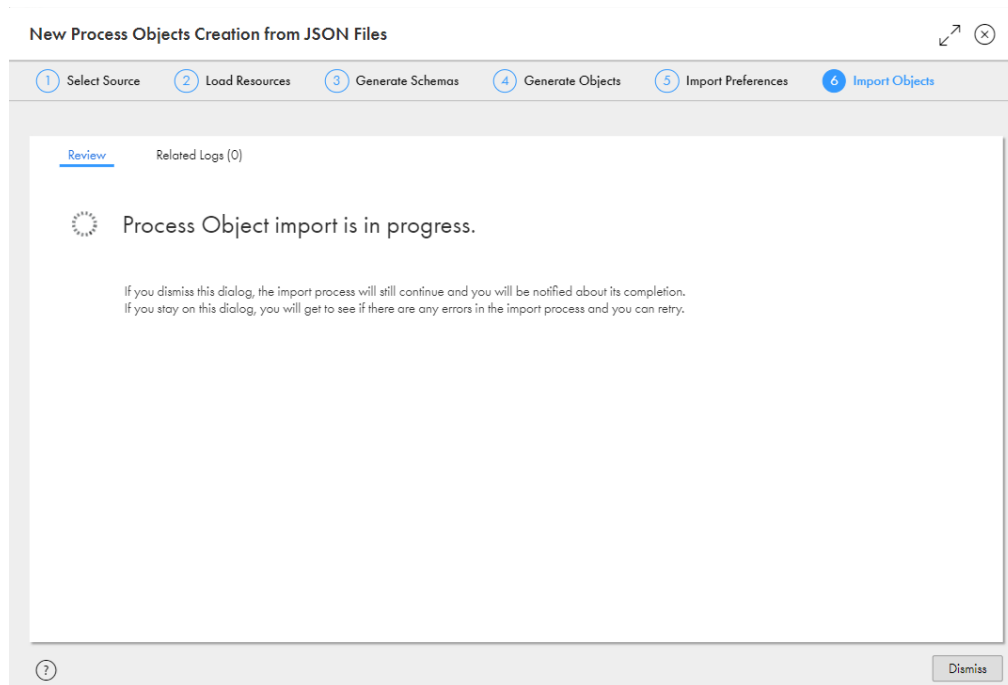 New Process Objects Creation from JSON Files
1 Select Source 2 Load Resources 3 Generate Schemas 4 Generate Objects 5 Import Preferences 6 Import Objects
Review Related Logs (0)
Process Object import is in progress.
If you dismiss this dialog, the import process will still continue and you will be notified about its completion.
If you stay on this dialog, you will get to see if there are any errors in the import process and you can retry.
? Dismiss